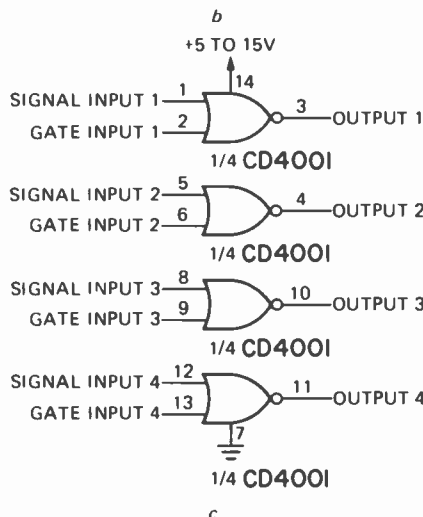 b
+5 TO 15V
14
SIGNAL INPUT 1 1
GATE INPUT 1 2
3 OUTPUT 1
1/4 CD4001
SIGNAL INPUT 2 5
GATE INPUT 2 6
4 OUTPUT 2
1/4 CD4001
SIGNAL INPUT 3 8
GATE INPUT 3 9
10 OUTPUT 3
1/4 CD4001
SIGNAL INPUT 4 12
GATE INPUT 4 13
11 OUTPUT 4
7
1/4 CD4001
c